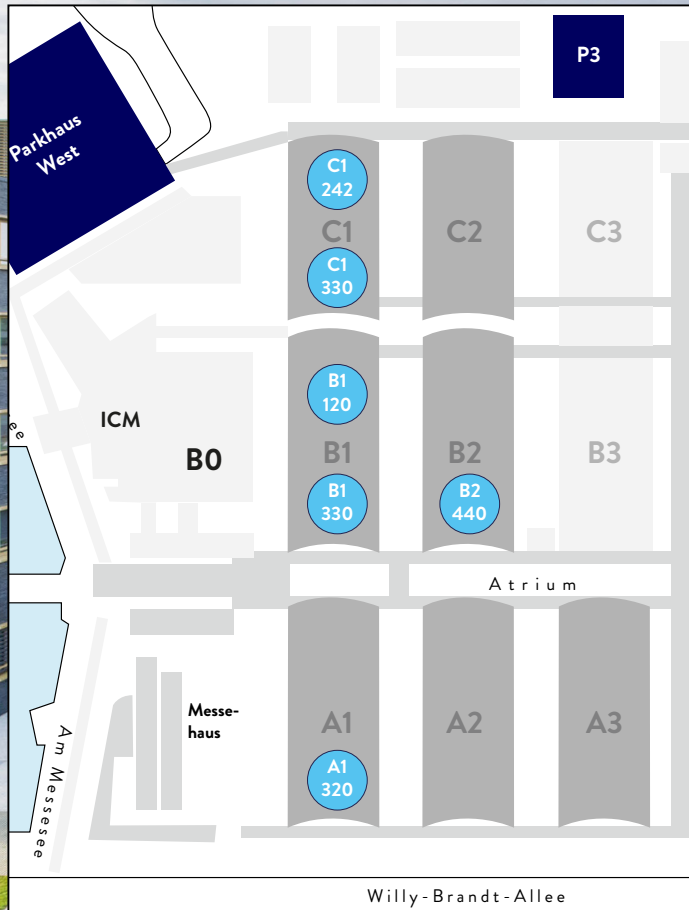 P3
Parkhaus
West
C1
242
C1
C2
C3
C1
330
B1
120
ICM
B0
B1
B2
B3
B1
330
B2
440
ee
Atrium
Messe-
haus
A1
A2
A3
A1
320
Am Messesee
Willy-Brandt-Allee